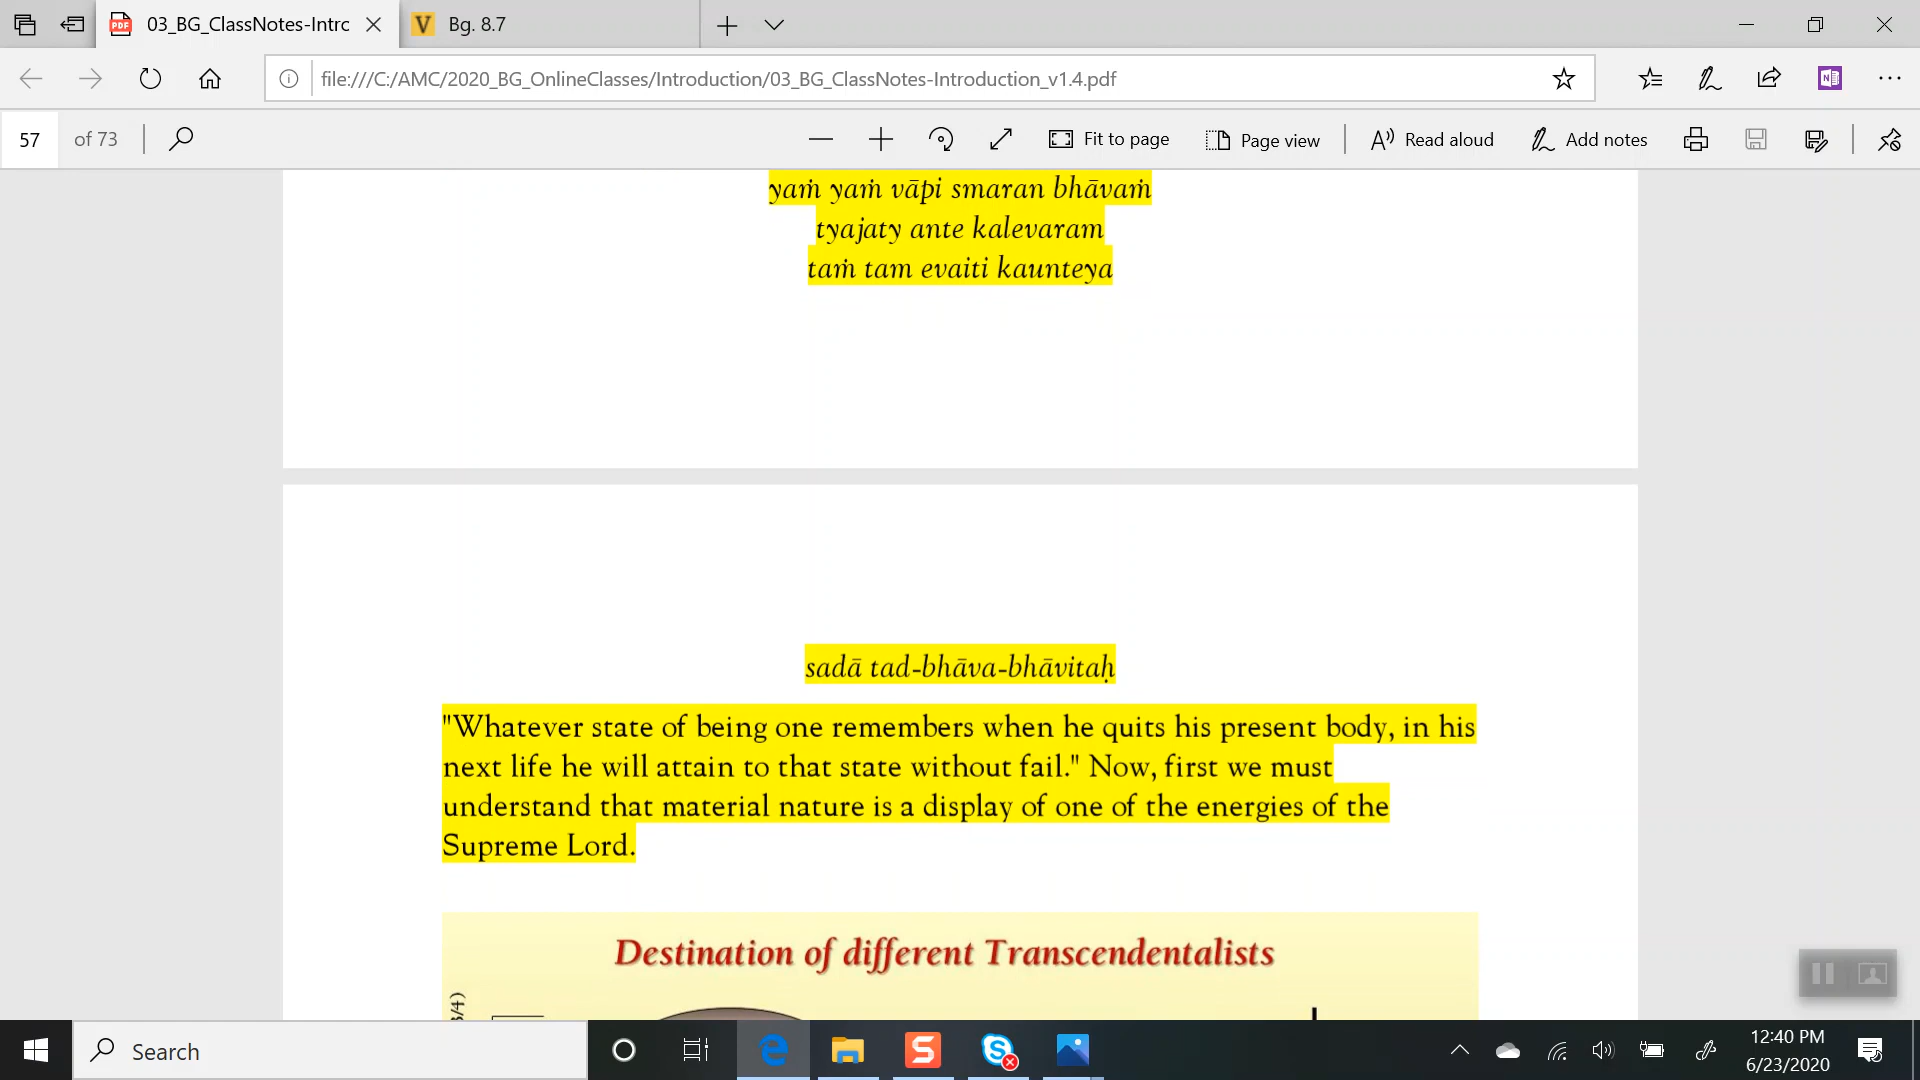 03_BG_ClassNotes-Intrc
Bg. 8.7
file:///C:/AMC/2020_BG_OnlineClasses/Introduction/03_BG_ClassNotes-Introduction_v1.4.pdf
57 of 73
Fit to page
Page view
Read aloud
Add notes
yaṁ yaṁ vāpi smaran bhāvaṁ
tyajaty ante kalevaram
taṁ tam evaiti kaunteya
sadā tad-bhāva-bhāvitaḥ
"Whatever state of being one remembers when he quits his present body, in his
next life he will attain to that state without fail." Now, first we must
understand that material nature is a display of one of the energies of the
Supreme Lord.
Destination of different Transcendentalists
Search
12:40 PM
6/23/2020